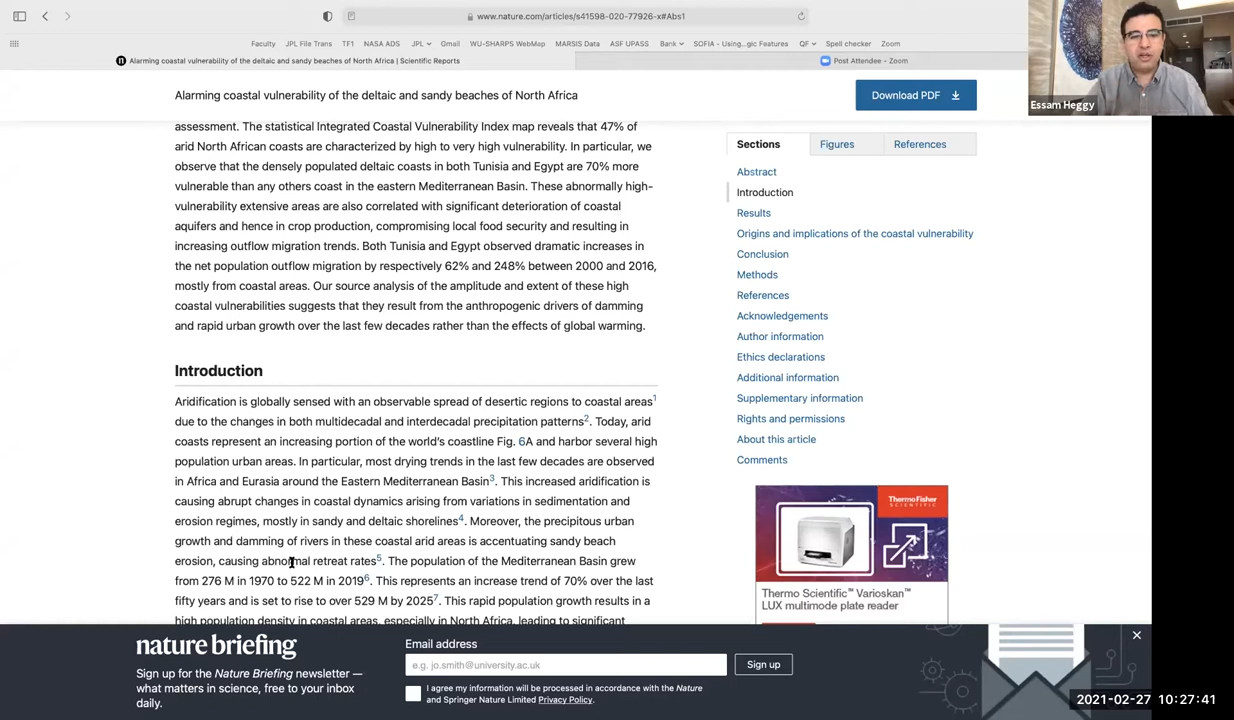 www.nature.com/articles/s41598-020-77926-x#Abs1
Faculty JPL File Trans TF1 NASA ADS JPL Gmail WU-SHARPS WebMap MARSIS Data ASF UPASS Bank SOFIA - Using...gic Features QF Spell checker Zoom
Alarming coastal vulnerability of the deltaic and sandy beaches of North Africa | Scientific Reports
Post Attendee - Zoom
Essam Heggy
Alarming coastal vulnerability of the deltaic and sandy beaches of North Africa
Download PDF
assessment. The statistical Integrated Coastal Vulnerability Index map reveals that 47% of
arid North African coasts are characterized by high to very high vulnerability. In particular, we
observe that the densely populated deltaic coasts in both Tunisia and Egypt are 70% more
vulnerable than any others coast in the eastern Mediterranean Basin. These abnormally high-
vulnerability extensive areas are also correlated with significant deterioration of coastal
aquifers and hence in crop production, compromising local food security and resulting in
increasing outflow migration trends. Both Tunisia and Egypt observed dramatic increases in
the net population outflow migration by respectively 62% and 248% between 2000 and 2016,
mostly from coastal areas. Our source analysis of the amplitude and extent of these high
coastal vulnerabilities suggests that they result from the anthropogenic drivers of damming
and rapid urban growth over the last few decades rather than the effects of global warming.
Introduction
Aridification is globally sensed with an observable spread of desertic regions to coastal areas1
due to the changes in both multidecadal and interdecadal precipitation patterns2. Today, arid
coasts represent an increasing portion of the world's coastline Fig. 6A and harbor several high
population urban areas. In particular, most drying trends in the last few decades are observed
in Africa and Eurasia around the Eastern Mediterranean Basin3. This increased aridification is
causing abrupt changes in coastal dynamics arising from variations in sedimentation and
erosion regimes, mostly in sandy and deltaic shorelines4. Moreover, the precipitous urban
growth and damming of rivers in these coastal arid areas is accentuating sandy beach
erosion, causing abnormal retreat rates5. The population of the Mediterranean Basin grew
from 276 M in 1970 to 522 M in 20196. This represents an increase trend of 70% over the last
fifty years and is set to rise to over 529 M by 20257. This rapid population growth results in a
high population density in coastal areas, especially in North Africa, leading to significant
Sections Figures References
Abstract
Introduction
Results
Origins and implications of the coastal vulnerability
Conclusion
Methods
References
Acknowledgements
Author information
Ethics declarations
Additional information
Supplementary information
Rights and permissions
About this article
Comments
ThermoFisher
SCIENTIFIC
Thermo Scientific™ Varioskan™
LUX multimode plate reader
nature briefing
Sign up for the Nature Briefing newsletter —
what matters in science, free to your inbox
daily.
Email address
e.g. jo.smith@university.ac.uk
Sign up
I agree my information will be processed in accordance with the Nature
and Springer Nature Limited Privacy Policy.
2021-02-27 10:27:41